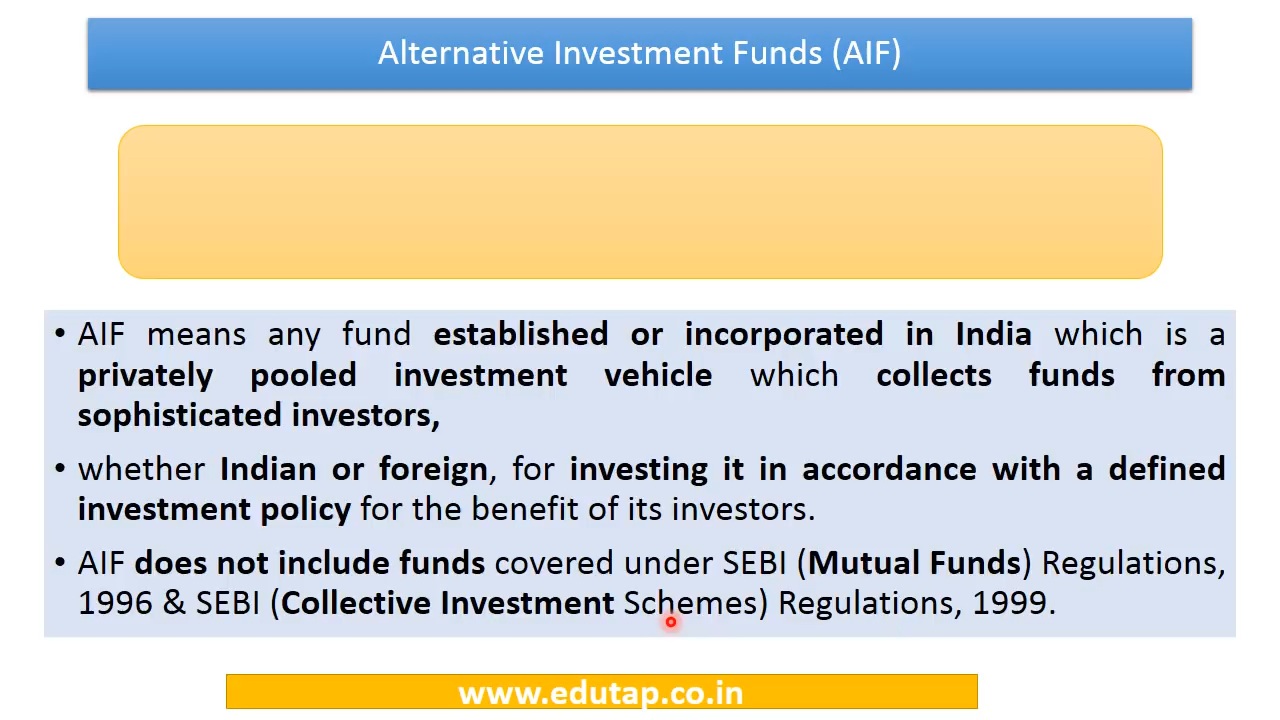 Alternative Investment Funds (AIF)
• AIF means any fund established or incorporated in India which is a
privately pooled investment vehicle which collects funds from
sophisticated investors,
• whether Indian or foreign, for investing it in accordance with a defined
investment policy for the benefit of its investors.
• AIF does not include funds covered under SEBI (Mutual Funds) Regulations,
1996 & SEBI (Collective Investment Schemes) Regulations, 1999.
www.edutap.co.in